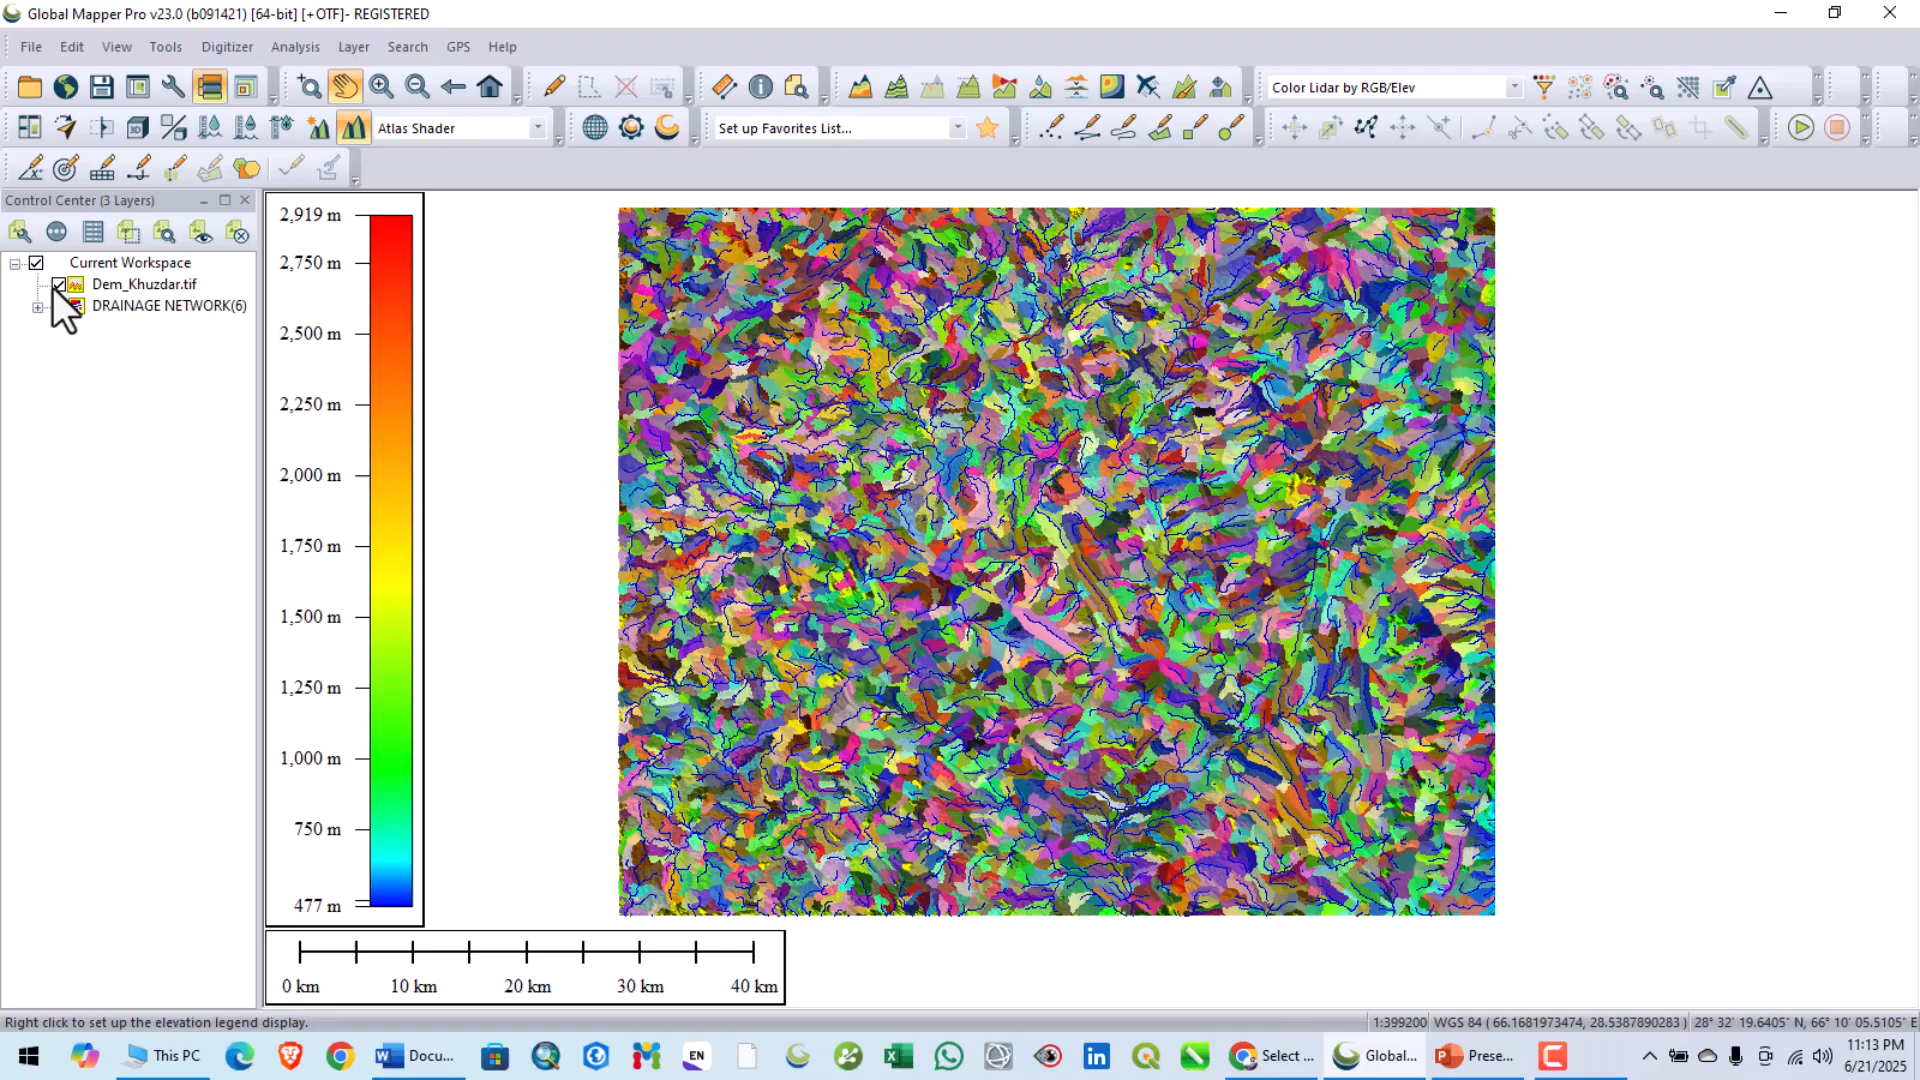 Global Mapper Pro v23.0 (b091421) [64-bit] [+OTF]- REGISTERED
File Edit View Tools Digitizer Analysis Layer Search GPS Help
Color Lidar by RGB/Elev
3D
Atlas Shader
Set up Favorites List...
Control Center (3 Layers)
Current Workspace
Dem_Khuzdar.tif
DRAINAGE NETWORK(6)
2,919 m
2,750 m
2,500 m
2,250 m
2,000 m
1,750 m
1,500 m
1,250 m
1,000 m
750 m
477 m
0 km 10 km 20 km 30 km 40 km
Right click to set up the elevation legend display.
1:399200 WGS 84 ( 66.1681973474, 28.5387890283 ) 28° 32' 19.6405" N, 66° 10' 05.5105" E
This PC
Docu...
EN
Select ...
Global...
Prese...
11:13 PM
6/21/2025